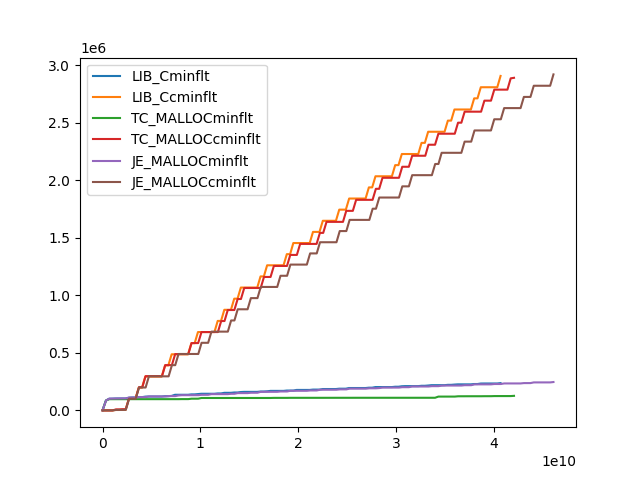 1e6
3.0
2.5
2.0
1.5
1.0
0.5
0.0
LIB_Cminflt
LIB_Ccminflt
TC_MALLOCminflt
TC_MALLOCcminflt
JE_MALLOCminflt
JE_MALLOCcminflt
0 1 2 3 4
1e10